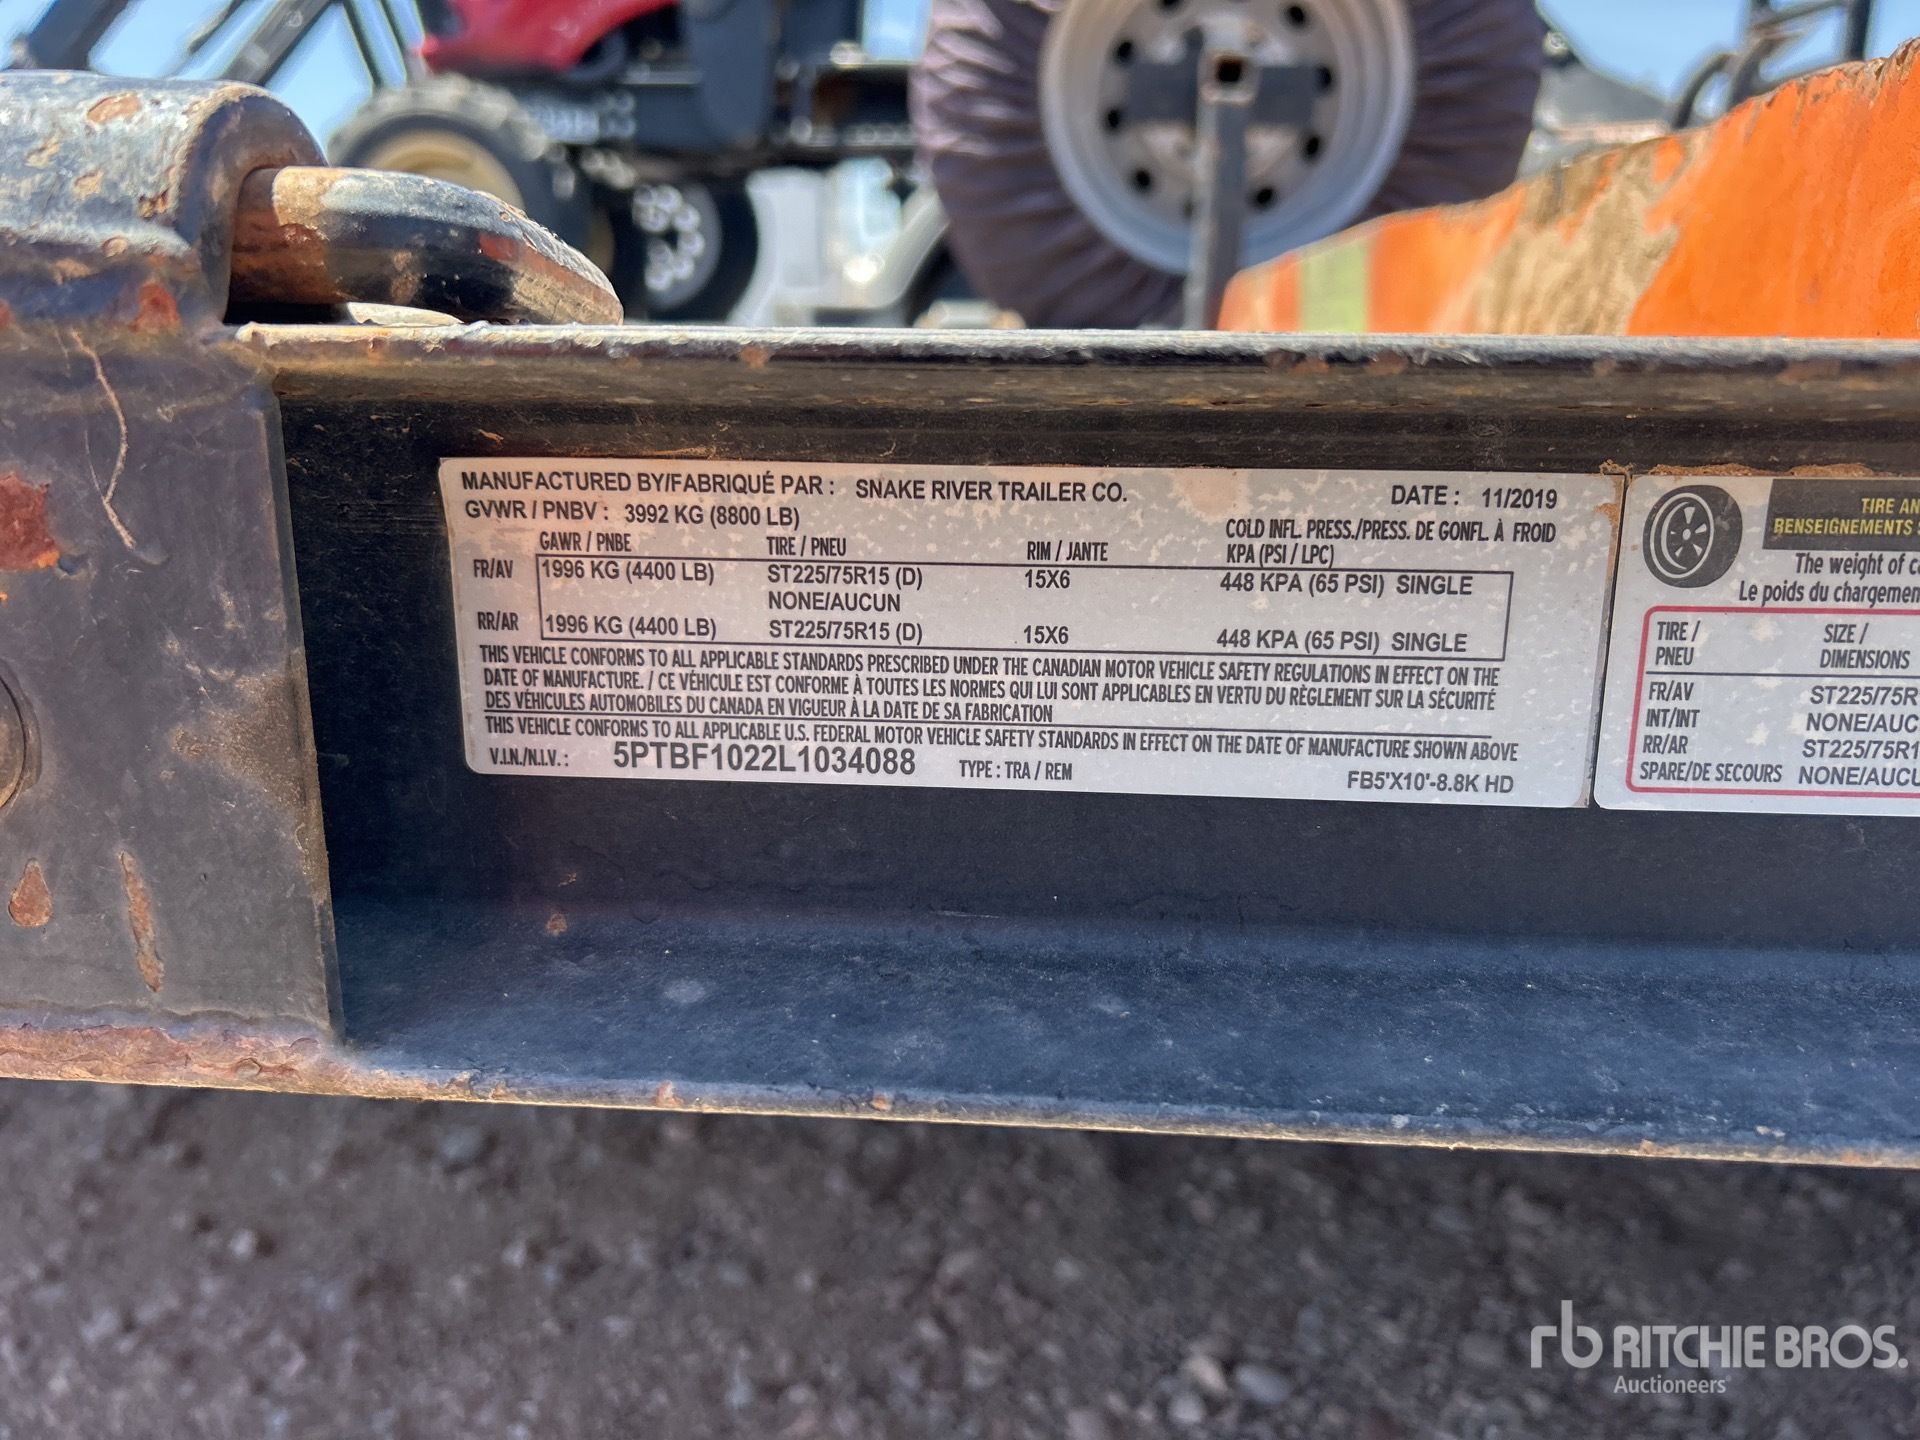 MANUFACTURED BY/FABRIQUÉ PAR : SNAKE RIVER TRAILER CO. DATE : 11/2019
GVWR / PNBV : 3992 KG (8800 LB)
COLD INFL. PRESS./PRESS. DE GONFL. À FROID
GAWR / PNBE TIRE / PNEU RIM / JANTE KPA (PSI / LPC)
FR/AV 1996 KG (4400 LB) ST225/75R15 (D) 15X6 448 KPA (65 PSI) SINGLE
NONE/AUCUN
RR/AR 1996 KG (4400 LB) ST225/75R15 (D) 15X6 448 KPA (65 PSI) SINGLE
THIS VEHICLE CONFORMS TO ALL APPLICABLE STANDARDS PRESCRIBED UNDER THE CANADIAN MOTOR VEHICLE SAFETY REGULATIONS IN EFFECT ON THE
DATE OF MANUFACTURE. / CE VÉHICULE EST CONFORME À TOUTES LES NORMES QUI LUI SONT APPLICABLES EN VERTU DU RÈGLEMENT SUR LA SÉCURITÉ
DES VÉHICULES AUTOMOBILES DU CANADA EN VIGUEUR À LA DATE DE SA FABRICATION
THIS VEHICLE CONFORMS TO ALL APPLICABLE U.S. FEDERAL MOTOR VEHICLE SAFETY STANDARDS IN EFFECT ON THE DATE OF MANUFACTURE SHOWN ABOVE
V.I.N./N.I.V. : 5PTBF1022L1034088 TYPE : TRA / REM FB5'X10'-8.8K HD
TIRE AN
RENSEIGNEMENTS S
The weight of ca
Le poids du chargement
TIRE / SIZE /
PNEU DIMENSIONS
FR/AV ST225/75R
INT/INT NONE/AUC
RR/AR ST225/75R1
SPARE/DE SECOURS NONE/AUCU
rb RITCHIE BROS.
Auctioneers